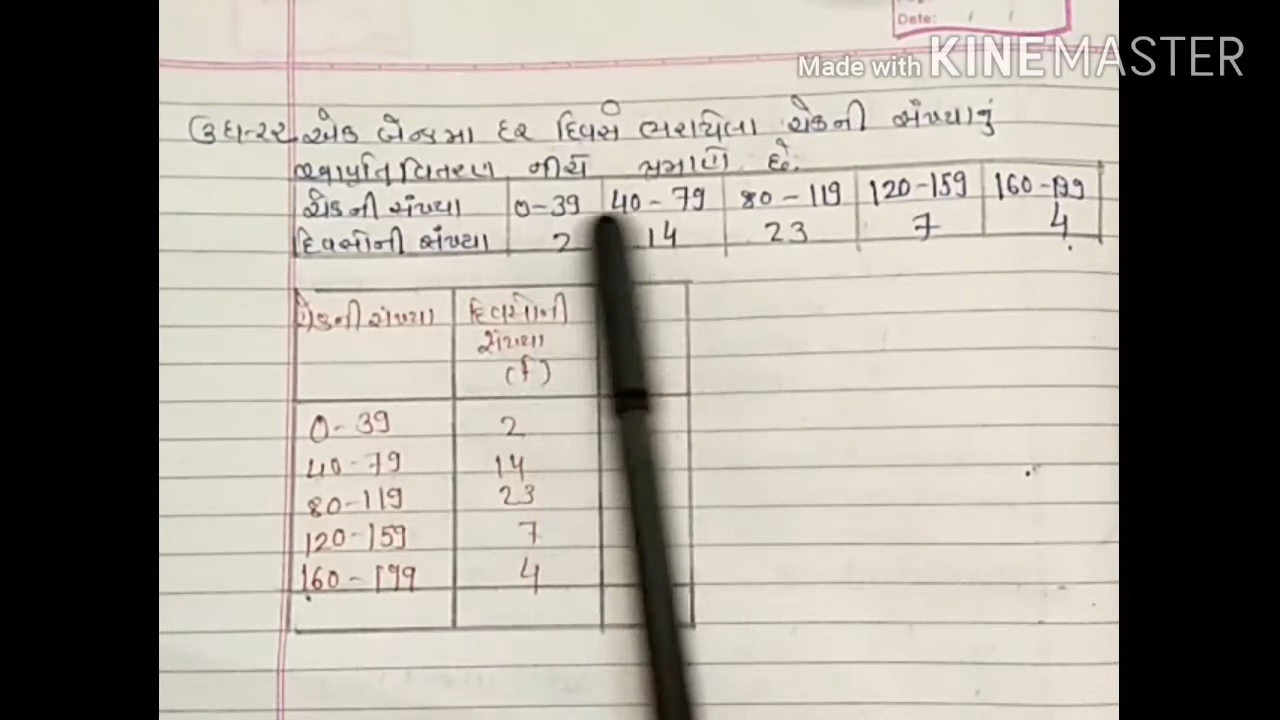 Date: / /
Made with KINEMASTER
ઉદા-૨૨ એક બેન્કમા દર દિવસે ભરાયેલા ચેકની સંખ્યાનું
આવૃત્તિ વિતરણ નીચે પ્રમાણે છે.
ચેકની સંખ્યા 0-39 40-79 80-119 120-159 160-199
દિવસોની સંખ્યા 2 14 23 7 4
ચેકની સંખ્યા દિવસોની
સંખ્યા
(f)
0-39 2
40-79 14
80-119 23
120-159 7
160-199 4